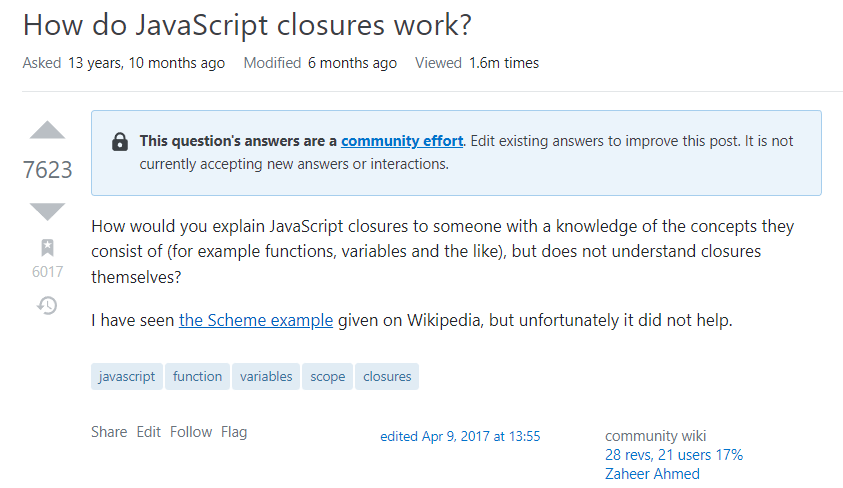 How do JavaScript closures work?
Asked 13 years, 10 months ago Modified 6 months ago Viewed 1.6m times
7623
This question's answers are a community effort. Edit existing answers to improve this post. It is not
currently accepting new answers or interactions.
How would you explain JavaScript closures to someone with a knowledge of the concepts they
consist of (for example functions, variables and the like), but does not understand closures
themselves?
6017
I have seen the Scheme example given on Wikipedia, but unfortunately it did not help.
javascript function variables scope closures
Share Edit Follow Flag
edited Apr 9, 2017 at 13:55
community wiki
28 revs, 21 users 17%
Zaheer Ahmed